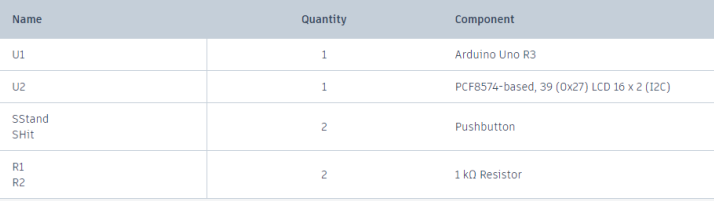 Name Quantity Component
U1 1 Arduino Uno R3
U2 1 PCF8574-based, 39 (0x27) LCD 16 x 2 (I2C)
SStand
SHit
2 Pushbutton
R1
R2
2 1 kΩ Resistor